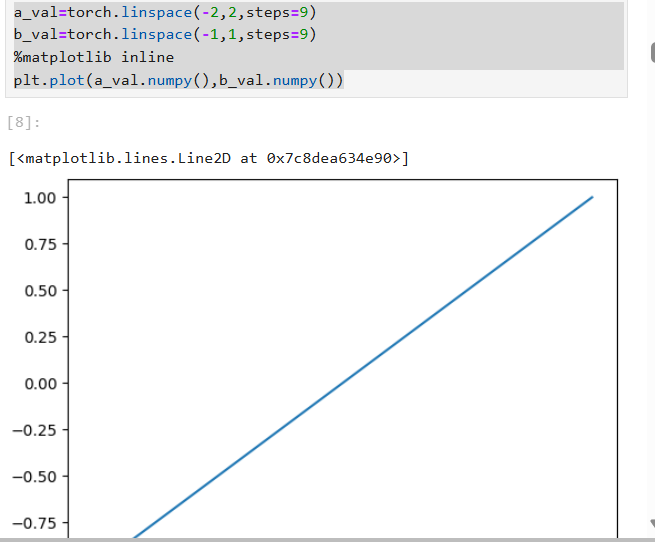 a_val=torch.linspace(-2,2,steps=9)
b_val=torch.linspace(-1,1,steps=9)
%matplotlib inline
plt.plot(a_val.numpy(),b_val.numpy())
[8]:
[<matplotlib.lines.Line2D at 0x7c8dea634e90>]
1.00
0.75
0.50
0.25
0.00
−0.25
−0.50
−0.75